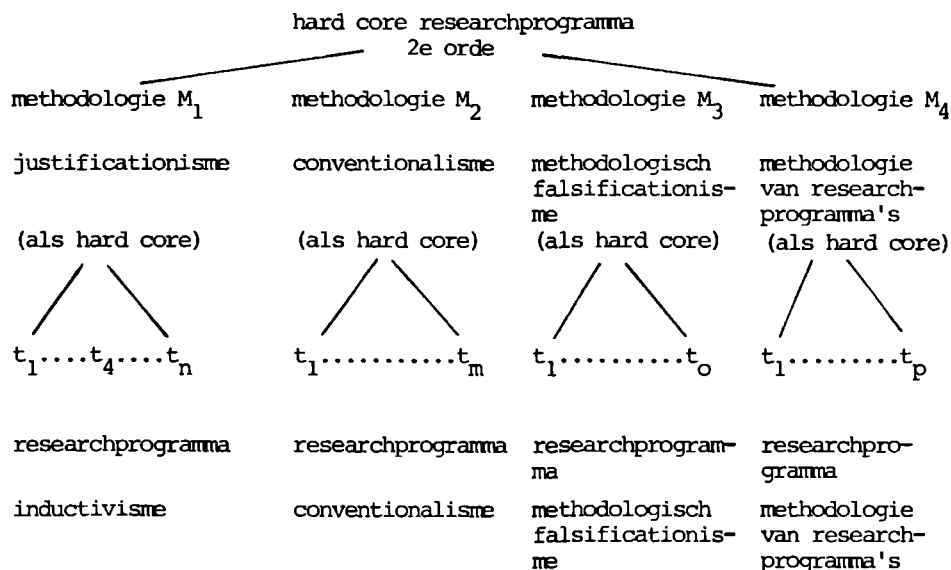 hard core researchprogramma
2e orde
methodologie M1 methodologie M2 methodologie M3 methodologie M4
justificationisme conventionalisme methodologisch methodologie
falsificationis- van research-
me programma's
(als hard core) (als hard core) (als hard core) (als hard core)
t1....t4....tn t1...........tm t1..........to t1.........tp
researchprogramma researchprogramma researchprogram- researchpro-
ma gramma
inductivisme conventionalisme methodologisch methodologie
falsificationis- van research-
me programma's